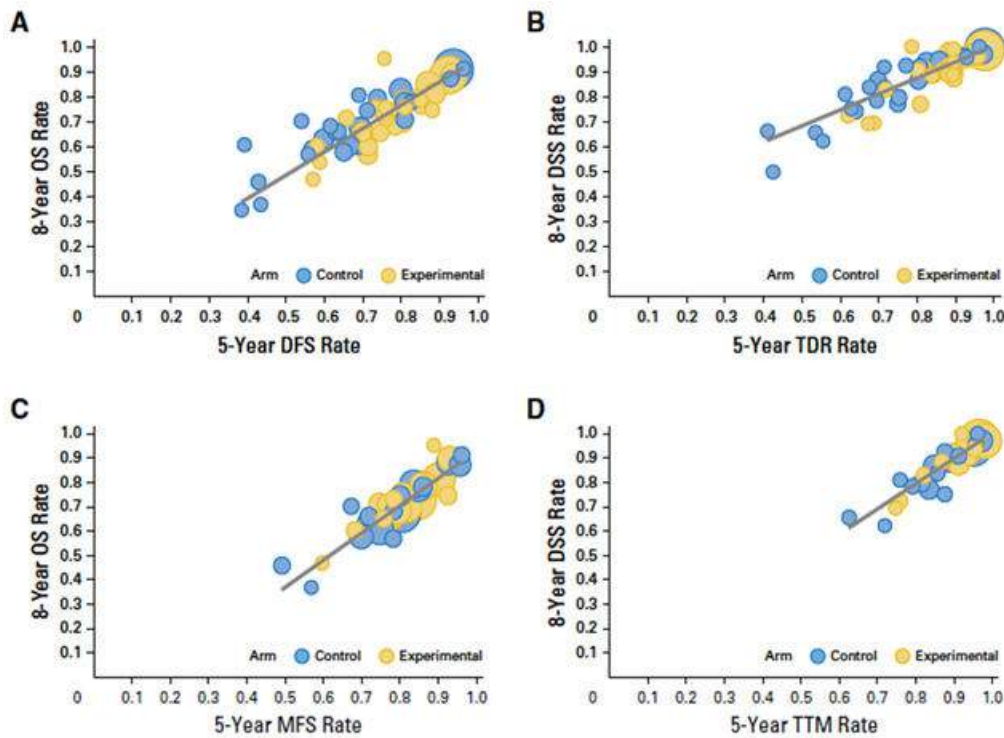 A
8-Year OS Rate
1.0
0.9
0.8
0.7
0.6
0.5
0.4
0.3
0.2
0.1
Arm Control Experimental
0 0.1 0.2 0.3 0.4 0.5 0.6 0.7 0.8 0.9 1.0
5-Year DFS Rate
B
8-Year DSS Rate
1.0
0.9
0.8
0.7
0.6
0.5
0.4
0.3
0.2
0.1
Arm Control Experimental
0 0.1 0.2 0.3 0.4 0.5 0.6 0.7 0.8 0.9 1.0
5-Year TDR Rate
C
8-Year OS Rate
1.0
0.9
0.8
0.7
0.6
0.5
0.4
0.3
0.2
0.1
Arm Control Experimental
0 0.1 0.2 0.3 0.4 0.5 0.6 0.7 0.8 0.9 1.0
5-Year MFS Rate
D
8-Year DSS Rate
1.0
0.9
0.8
0.7
0.6
0.5
0.4
0.3
0.2
0.1
Arm Control Experimental
0 0.1 0.2 0.3 0.4 0.5 0.6 0.7 0.8 0.9 1.0
5-Year TTM Rate